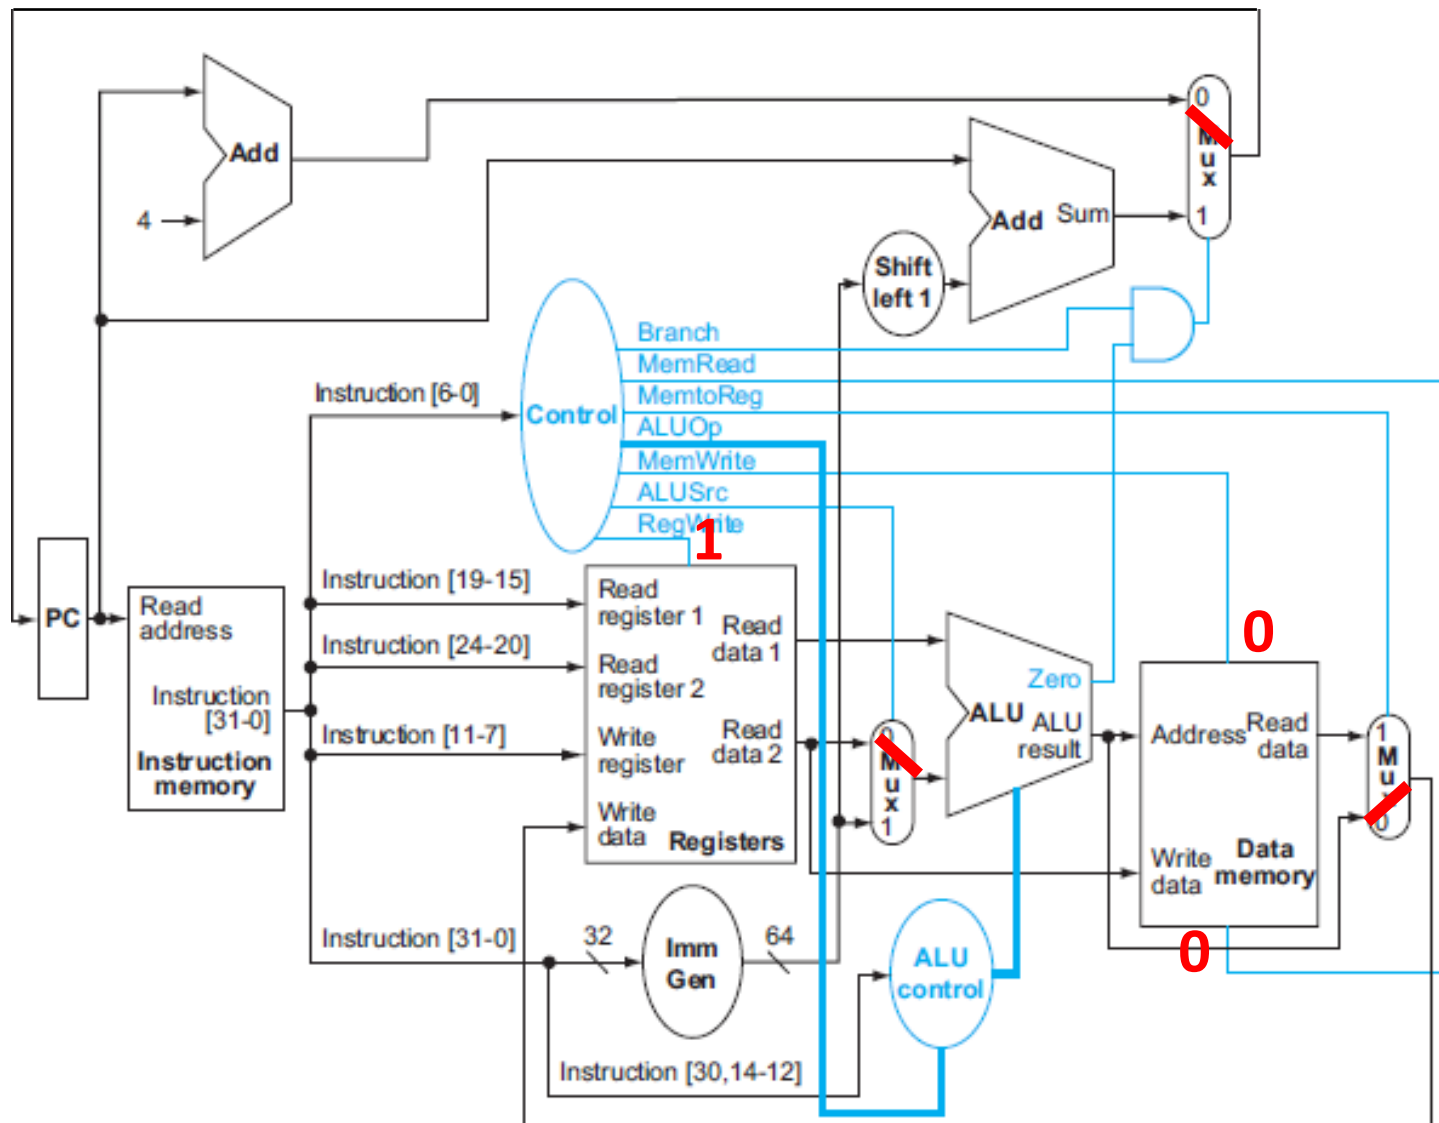 0
Mux
1
Add
4
Add
Sum
Shift
left 1
Branch
MemRead
MemtoReg
ALUOp
MemWrite
ALUSrc
RegWrite
Instruction [6-0]
Control
1
PC
Read
address
Instruction
[31-0]
Instruction
memory
Instruction [19-15]
Instruction [24-20]
Instruction [11-7]
Instruction [31-0]
Read
register 1
Read
register 2
Write
register
Write
data
Read
data 1
Read
data 2
Registers
0
Mux
1
Zero
ALU
ALU
result
0
Address
Read
data
Write
data
Data
memory
0
1
Mux
0
32
Imm
Gen
64
ALU
control
Instruction [30,14-12]